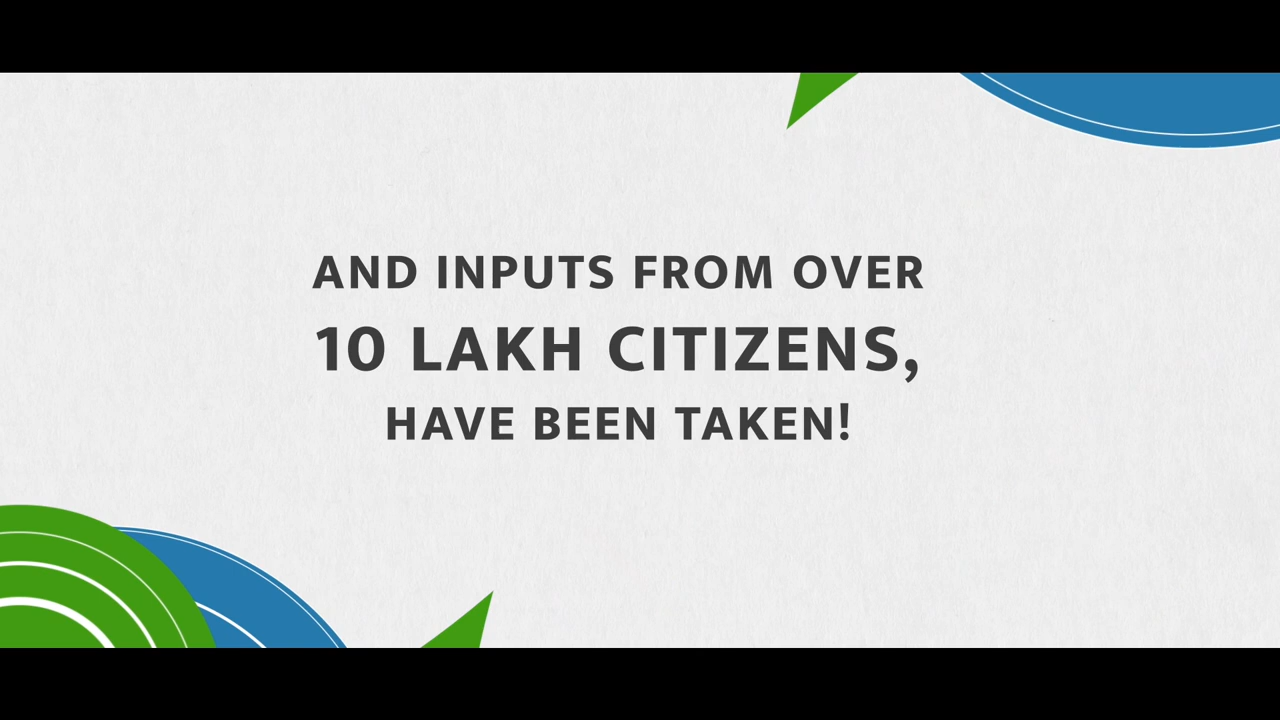 AND INPUTS FROM OVER
10 LAKH CITIZENS,
HAVE BEEN TAKEN!